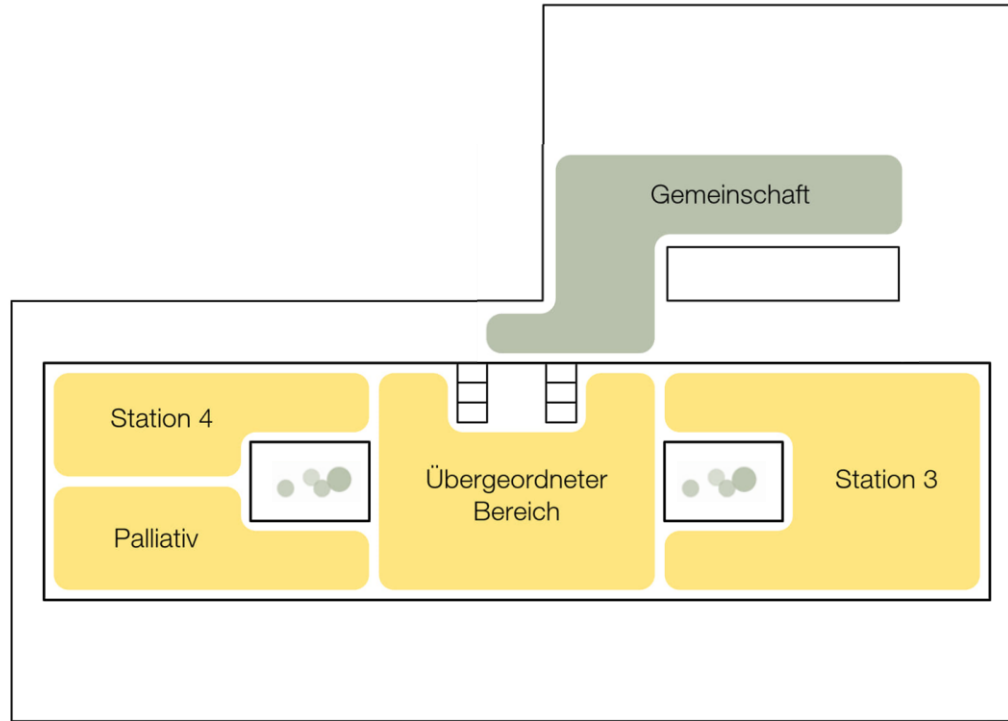 Gemeinschaft
Station 4
Übergeordneter
Bereich
Station 3
Palliativ